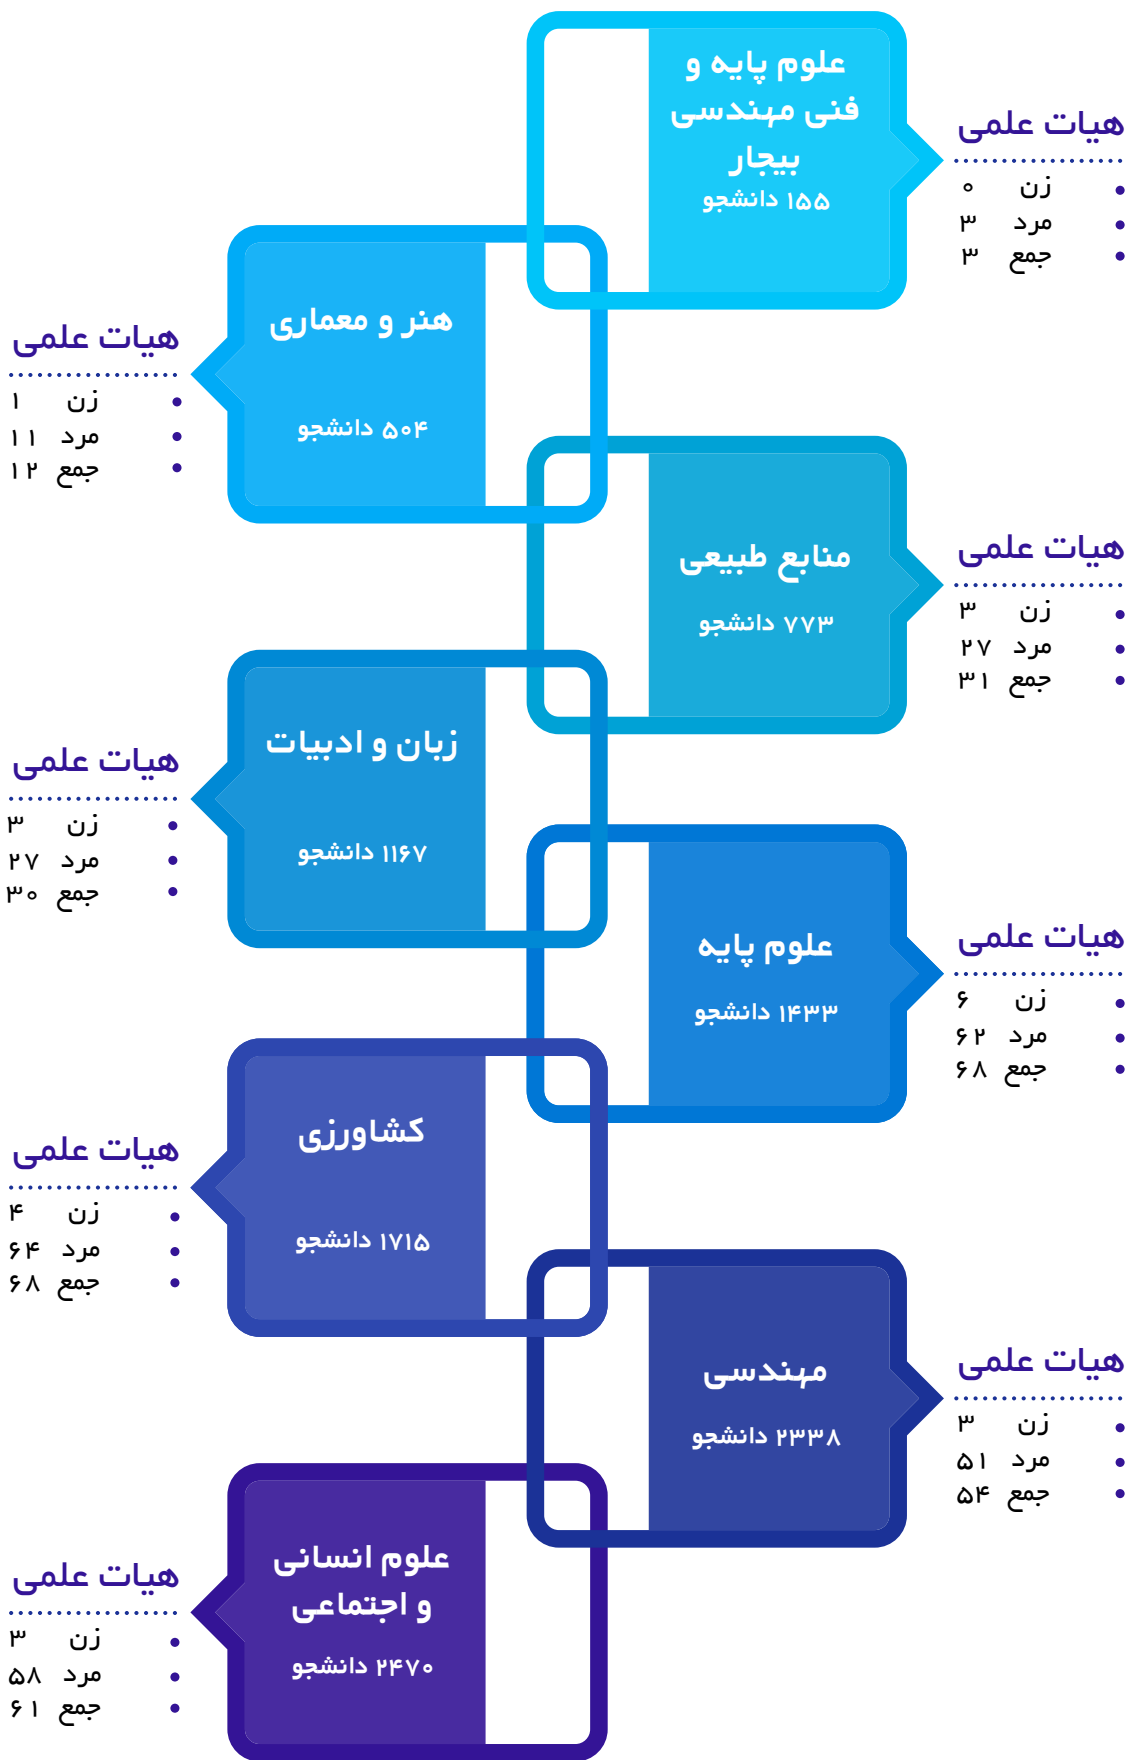 علوم پایه و
فنی مهندسی
بیجار
۱۵۵ دانشجو
هیات علمی
زن ۰
مرد ۳
جمع ۳
هنر و معماری
۵۰۴ دانشجو
هیات علمی
زن ۱
مرد ۱۱
جمع ۱۲
منابع طبیعی
۷۷۳ دانشجو
هیات علمی
زن ۳
مرد ۲۷
جمع ۳۱
زبان و ادبیات
۱۱۶۷ دانشجو
هیات علمی
زن ۳
مرد ۲۷
جمع ۳۰
علوم پایه
۱۴۳۳ دانشجو
هیات علمی
زن ۶
مرد ۶۲
جمع ۶۸
کشاورزی
۱۷۱۵ دانشجو
هیات علمی
زن ۴
مرد ۶۴
جمع ۶۸
مهندسی
۲۳۳۸ دانشجو
هیات علمی
زن ۳
مرد ۵۱
جمع ۵۴
علوم انسانی
و اجتماعی
۲۴۷۰ دانشجو
هیات علمی
زن ۳
مرد ۵۸
جمع ۶۱